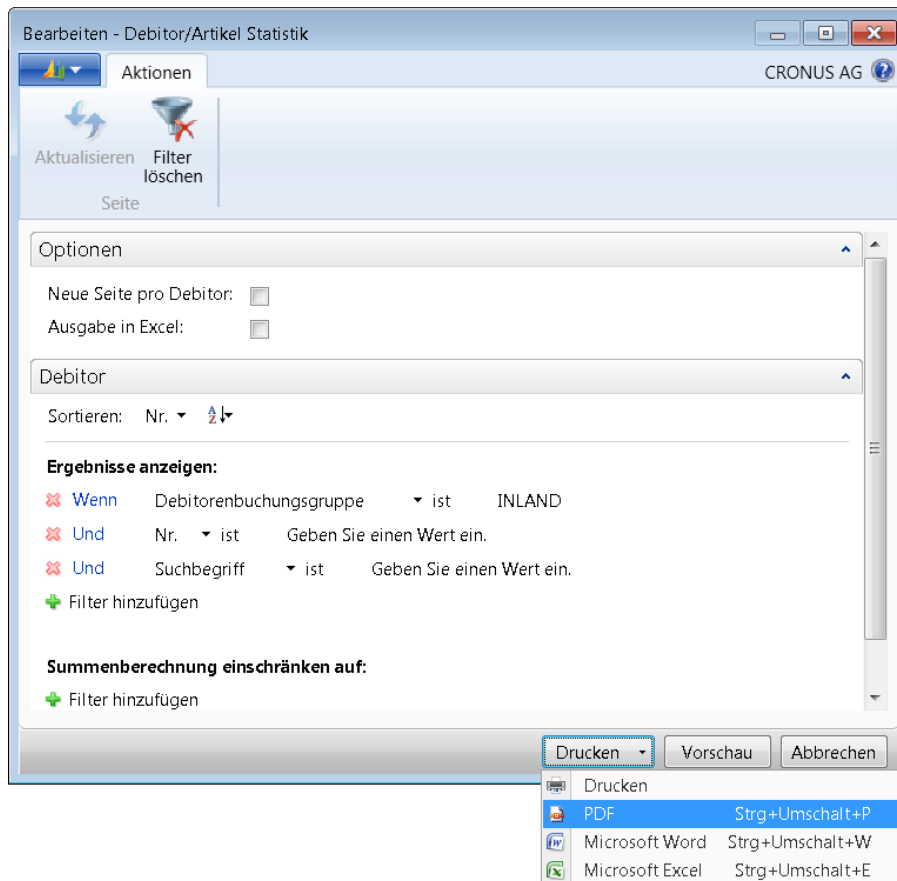 Bearbeiten - Debitor/Artikel Statistik
Aktionen
CRONUS AG
Aktualisieren
Filter
löschen
Seite
Optionen
Neue Seite pro Debitor:
Ausgabe in Excel:
Debitor
Sortieren: Nr.
Ergebnisse anzeigen:
Wenn Debitorenbuchungsgruppe ist INLAND
Und Nr. ist Geben Sie einen Wert ein.
Und Suchbegriff ist Geben Sie einen Wert ein.
Filter hinzufügen
Summenberechnung einschränken auf:
Filter hinzufügen
Drucken Vorschau Abbrechen
Drucken
PDF Strg+Umschalt+P
Microsoft Word Strg+Umschalt+W
Microsoft Excel Strg+Umschalt+E